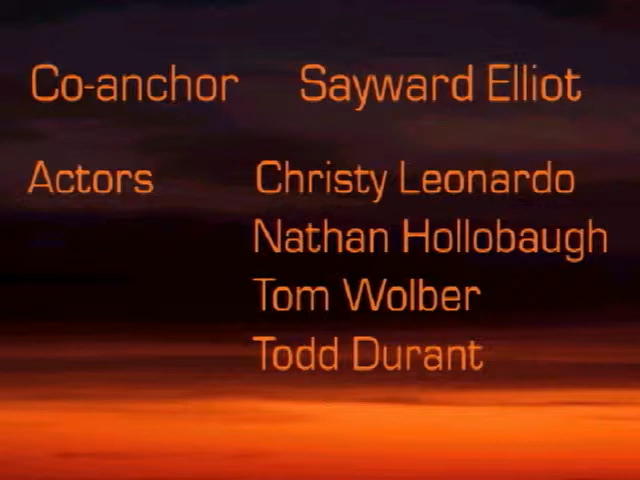 Co-anchor Sayward Elliot
Actors Christy Leonardo
Nathan Hollobaugh
Tom Wolber
Todd Durant